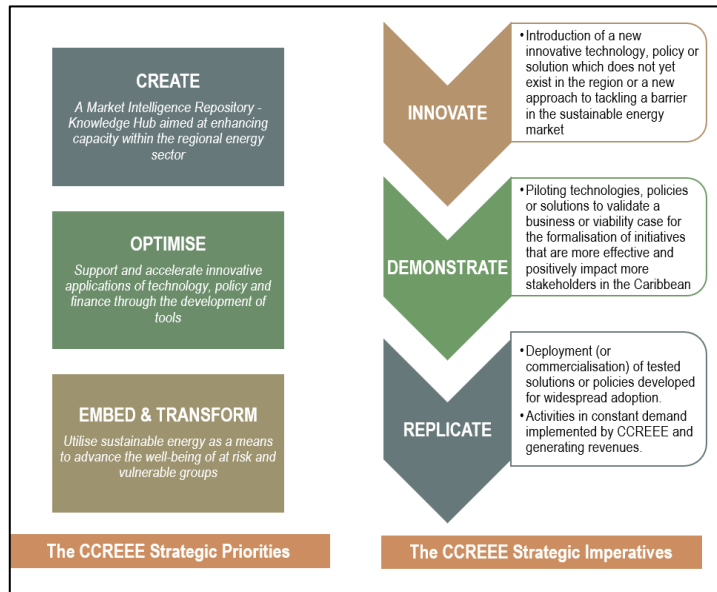 CREATE
A Market Intelligence Repository -
Knowledge Hub aimed at enhancing
capacity within the regional energy
sector
OPTIMISE
Support and accelerate innovative
applications of technology, policy and
finance through the development of
tools
EMBED & TRANSFORM
Utilise sustainable energy as a means
to advance the well-being of at risk and
vulnerable groups
The CCREEE Strategic Priorities
INNOVATE
•Introduction of a new
innovative technology, policy or
solution which does not yet
exist in the region or a new
approach to tackling a barrier
in the sustainable energy
market
DEMONSTRATE
•Piloting technologies, policies
or solutions to validate a
business or viability case for
the formalisation of initiatives
that are more effective and
positively impact more
stakeholders in the Caribbean
REPLICATE
•Deployment (or
commercialisation) of tested
solutions or policies developed
for widespread adoption.
•Activities in constant demand
implemented by CCREEE and
generating revenues.
The CCREEE Strategic Imperatives